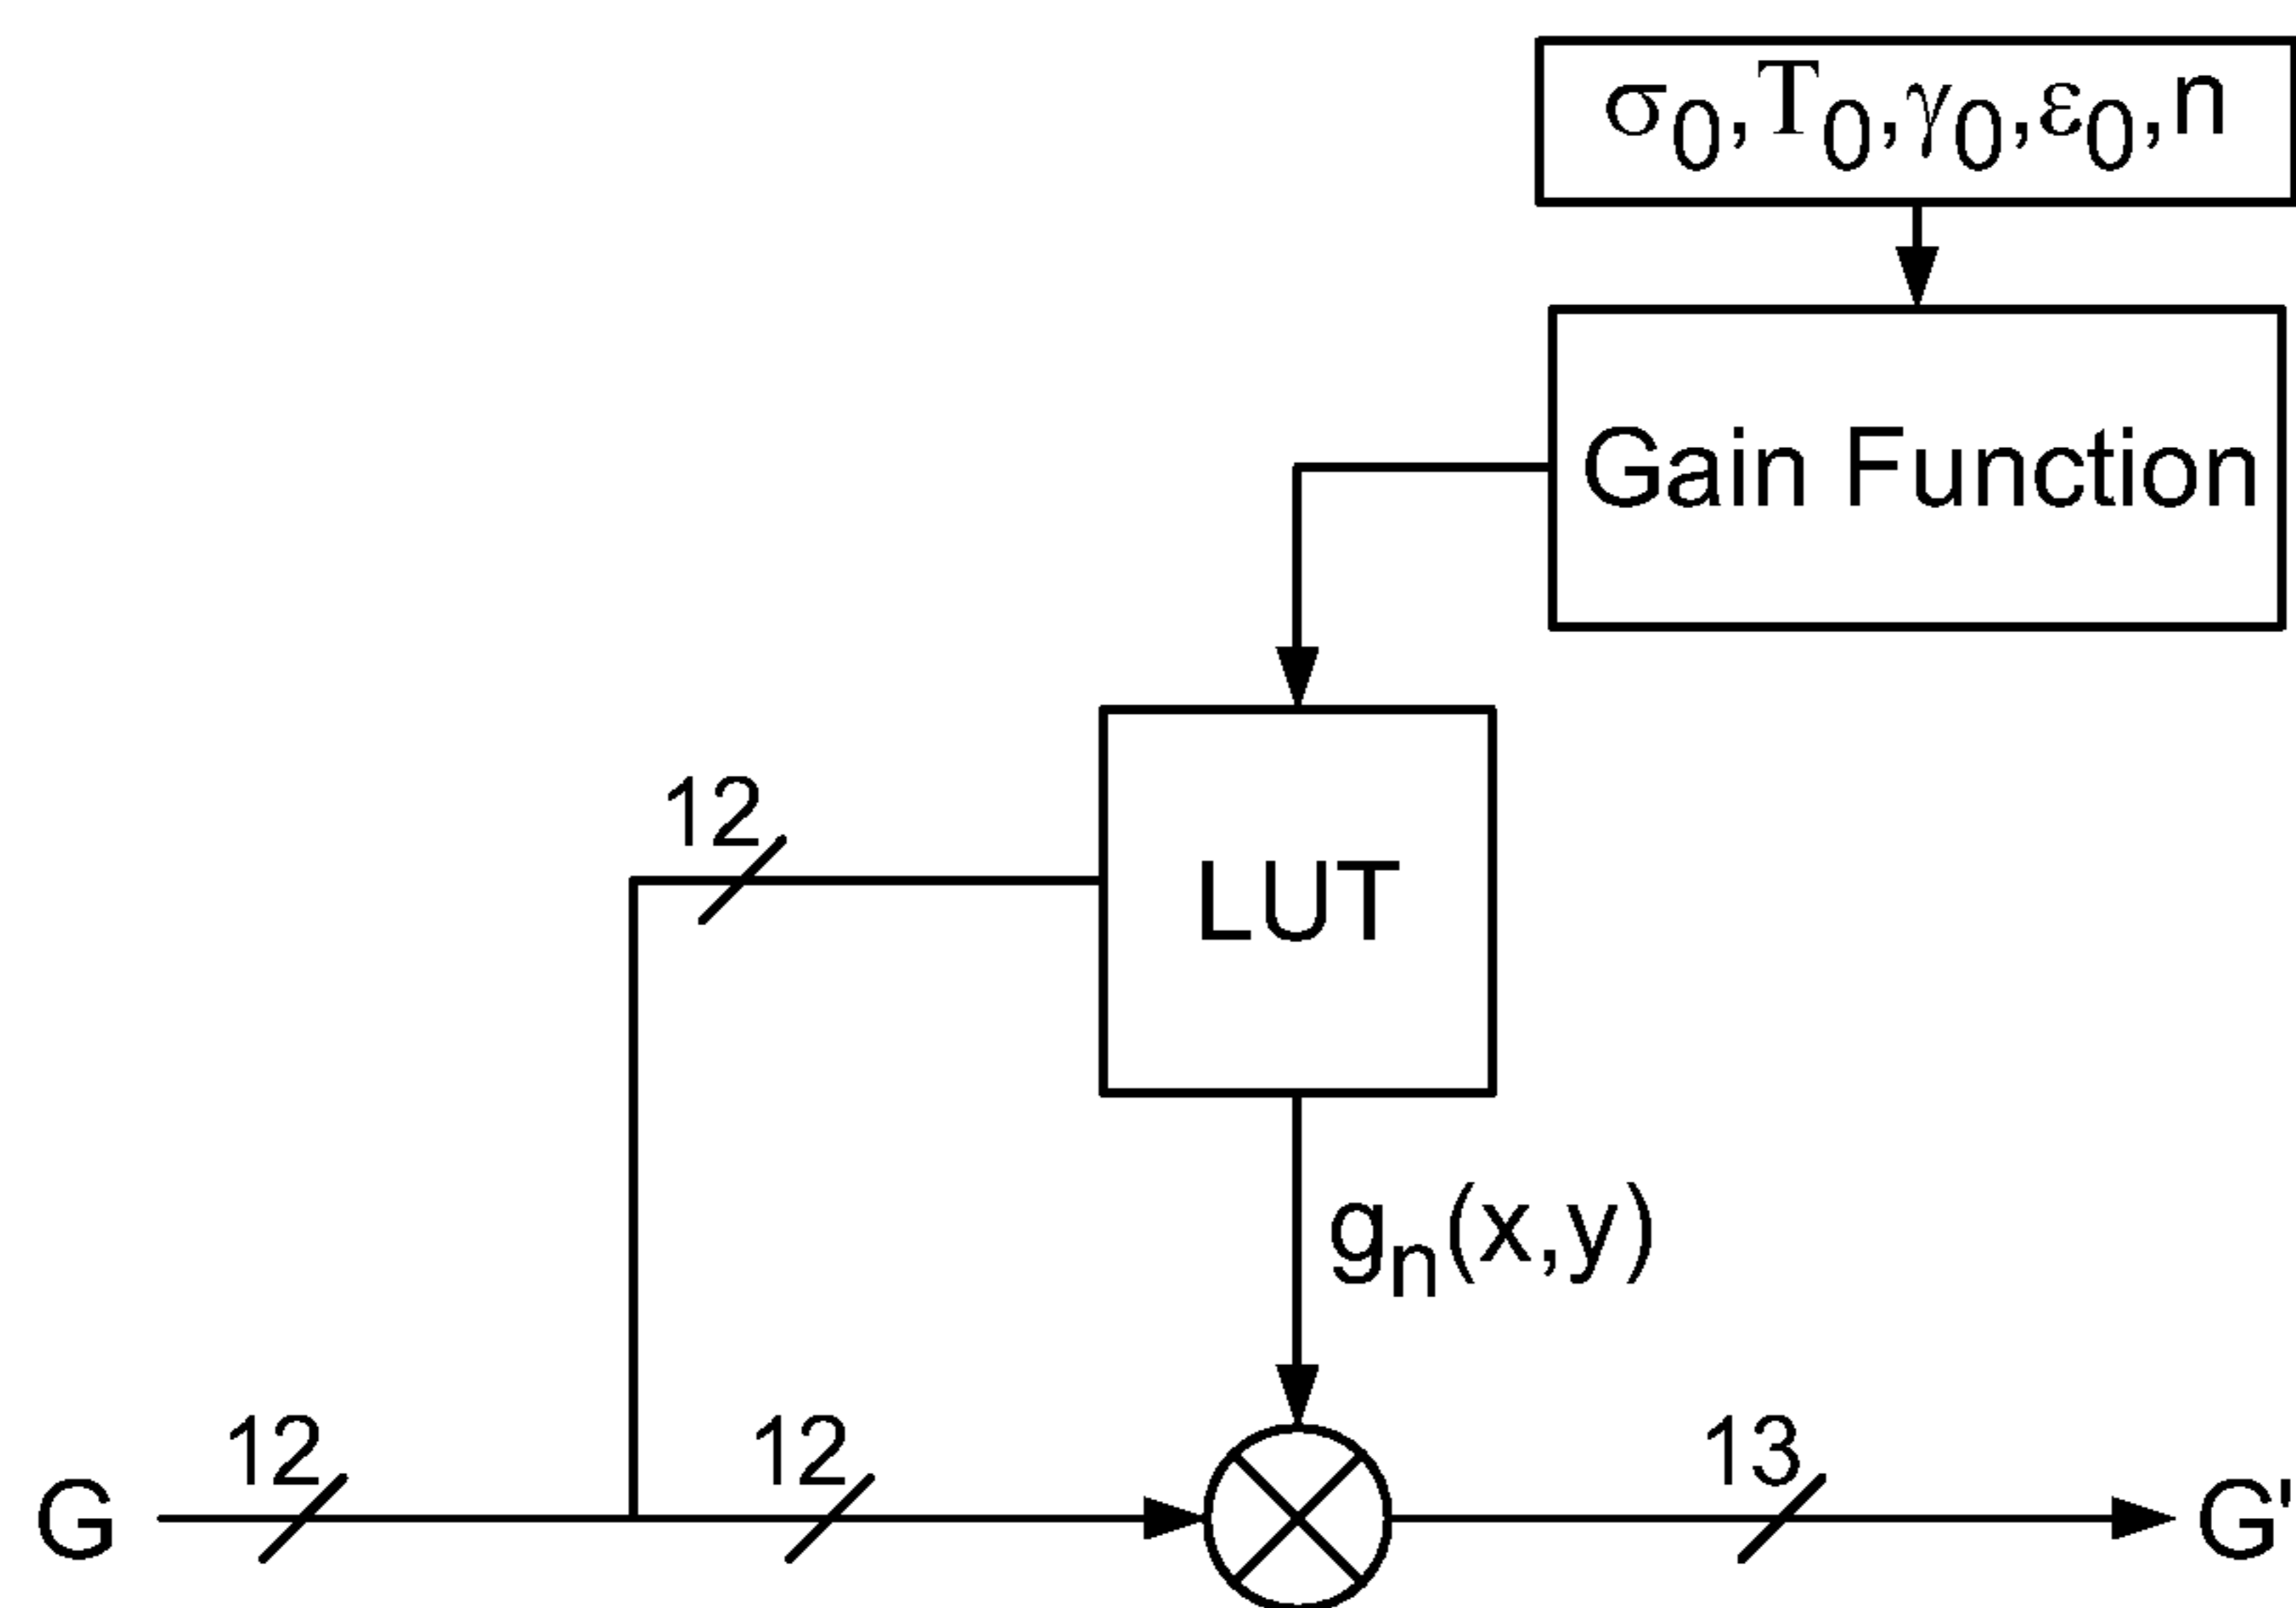 σ₀,T₀,γ₀,ε₀,n
Gain Function
12
LUT
gₙ(x,y)
12
12
13
G
G'